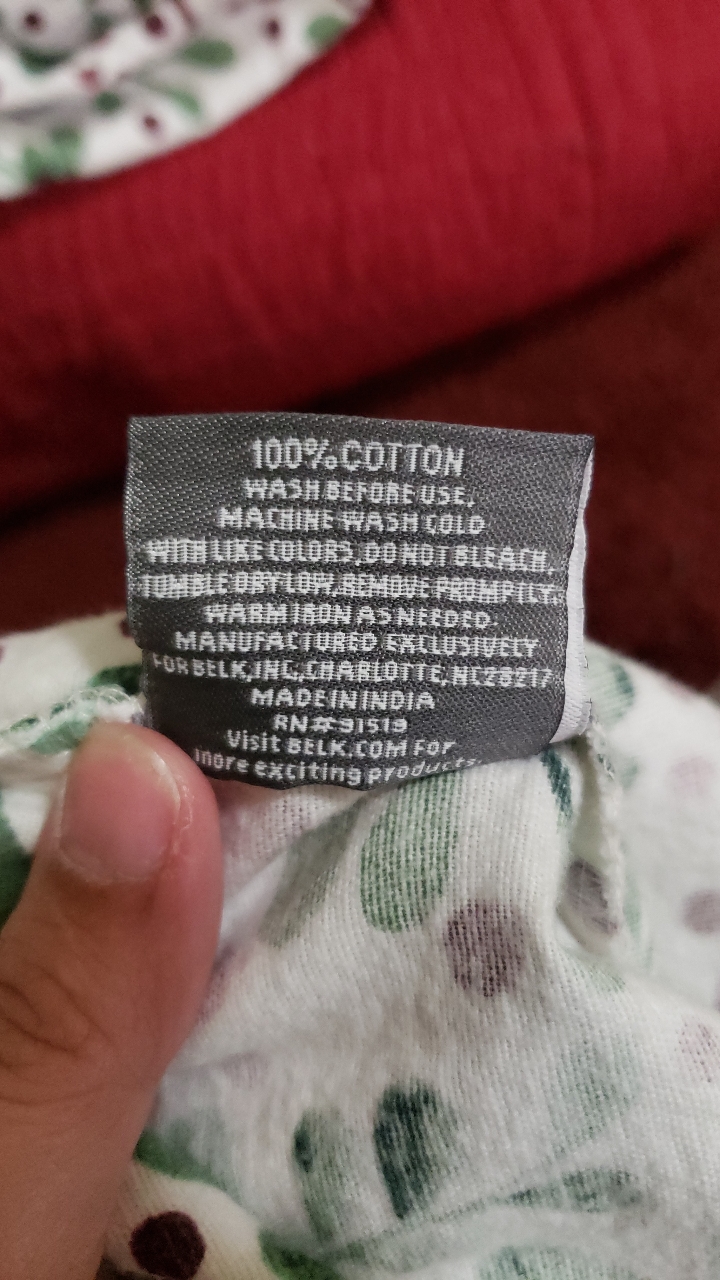 100% COTTON
WASH BEFORE USE.
MACHINE WASH COLD
WITH LIKE COLORS, DO NOT BLEACH.
TUMBLE DRY LOW. REMOVE PROMPTLY.
WARM IRON AS NEEDED.
MANUFACTURED EXCLUSIVELY
FOR BELK, INC. CHARLOTTE, NC 28217
MADE IN INDIA
RN# 91519
Visit BELK.COM For
more exciting products.